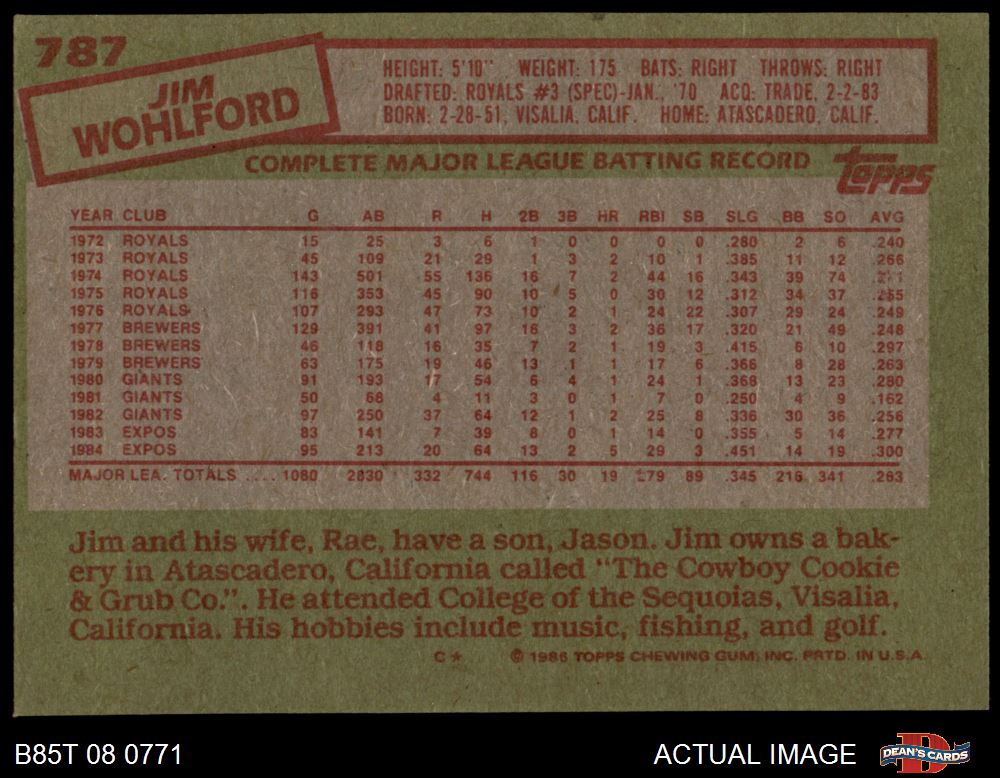 787
JIM
WOHLFORD
HEIGHT: 5'10" WEIGHT: 175 BATS: RIGHT THROWS: RIGHT
DRAFTED: ROYALS #3 (SPEC)-JAN., '70 ACQ: TRADE, 2-2-83
BORN: 2-28-51, VISALIA, CALIF. HOME: ATASCADERO, CALIF.
COMPLETE MAJOR LEAGUE BATTING RECORD
topps
YEAR CLUB G AB R H 2B 3B HR RBI SB SLG BB SO AVG
1972 ROYALS 15 25 3 6 1 0 0 0 0 .280 2 6 .240
1973 ROYALS 45 109 21 29 1 3 2 10 1 .385 11 12 .266
1974 ROYALS 143 501 55 136 16 7 2 44 16 .343 39 74
1975 ROYALS 116 353 45 90 10 5 0 30 12 .312 34 37 .255
1976 ROYALS 107 293 47 73 10 2 1 24 22 .307 29 24 .249
1977 BREWERS 129 391 41 97 16 3 2 36 17 .320 21 49 .248
1978 BREWERS 46 118 16 35 7 2 1 19 3 .415 6 10 .297
1979 BREWERS 63 175 19 46 13 1 1 17 6 .366 8 28 .263
1980 GIANTS 91 193 17 54 6 4 1 24 1 .368 13 23 .280
1981 GIANTS 50 68 4 11 3 0 1 7 0 .250 4 9 .162
1982 GIANTS 97 250 37 64 12 1 2 25 8 .336 30 36 .256
1983 EXPOS 83 141 7 39 8 0 1 14 0 .355 5 14 .277
1984 EXPOS 95 213 20 64 13 2 5 29 3 .451 14 19 .300
MAJOR LEA. TOTALS .... 1080 2830 332 744 116 30 19 279 89 .345 216 341 .263
Jim and his wife, Rae, have a son, Jason. Jim owns a bak-
ery in Atascadero, California called "The Cowboy Cookie
& Grub Co.". He attended College of the Sequoias, Visalia,
California. His hobbies include music, fishing, and golf.
C★ © 1986 TOPPS CHEWING GUM, INC. PRTD. IN U.S.A.
B85T 08 0771
ACTUAL IMAGE
DEAN'S CARDS